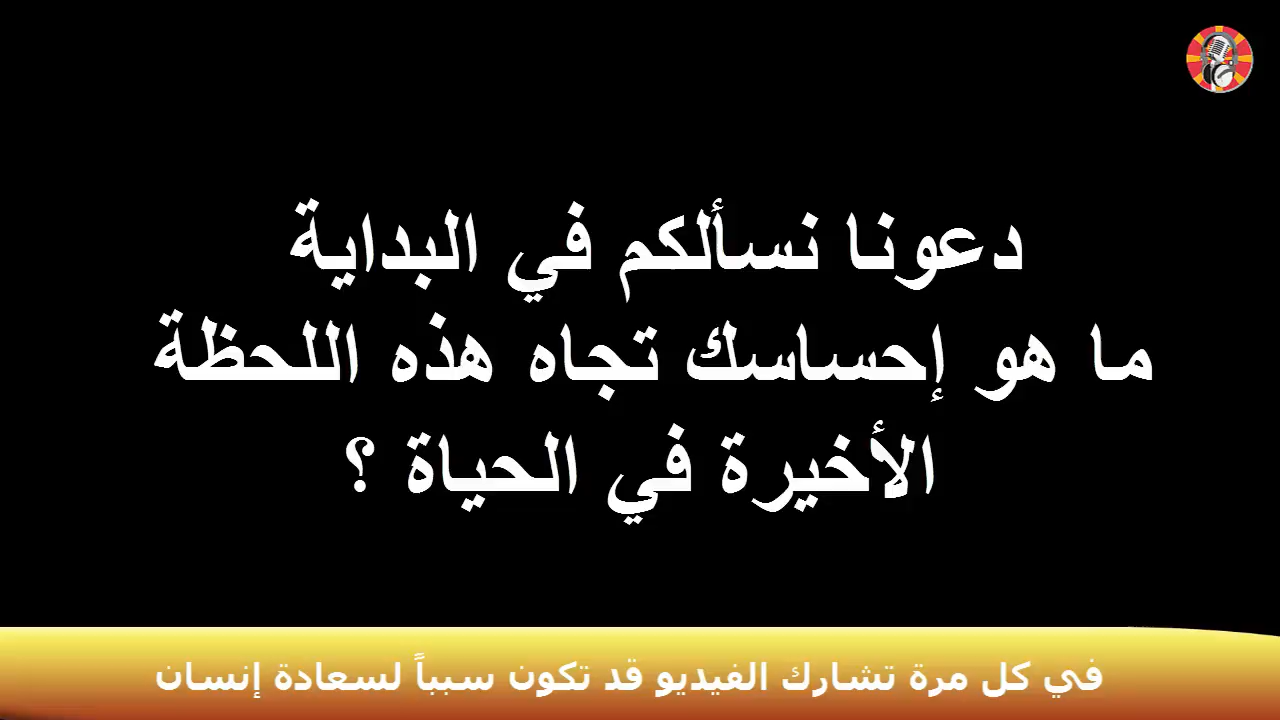 دعونا نسألكم في البداية
ما هو إحساسك تجاه هذه اللحظة
الأخيرة في الحياة ؟
في كل مرة تشارك الفيديو قد تكون سبباً لسعادة إنسان